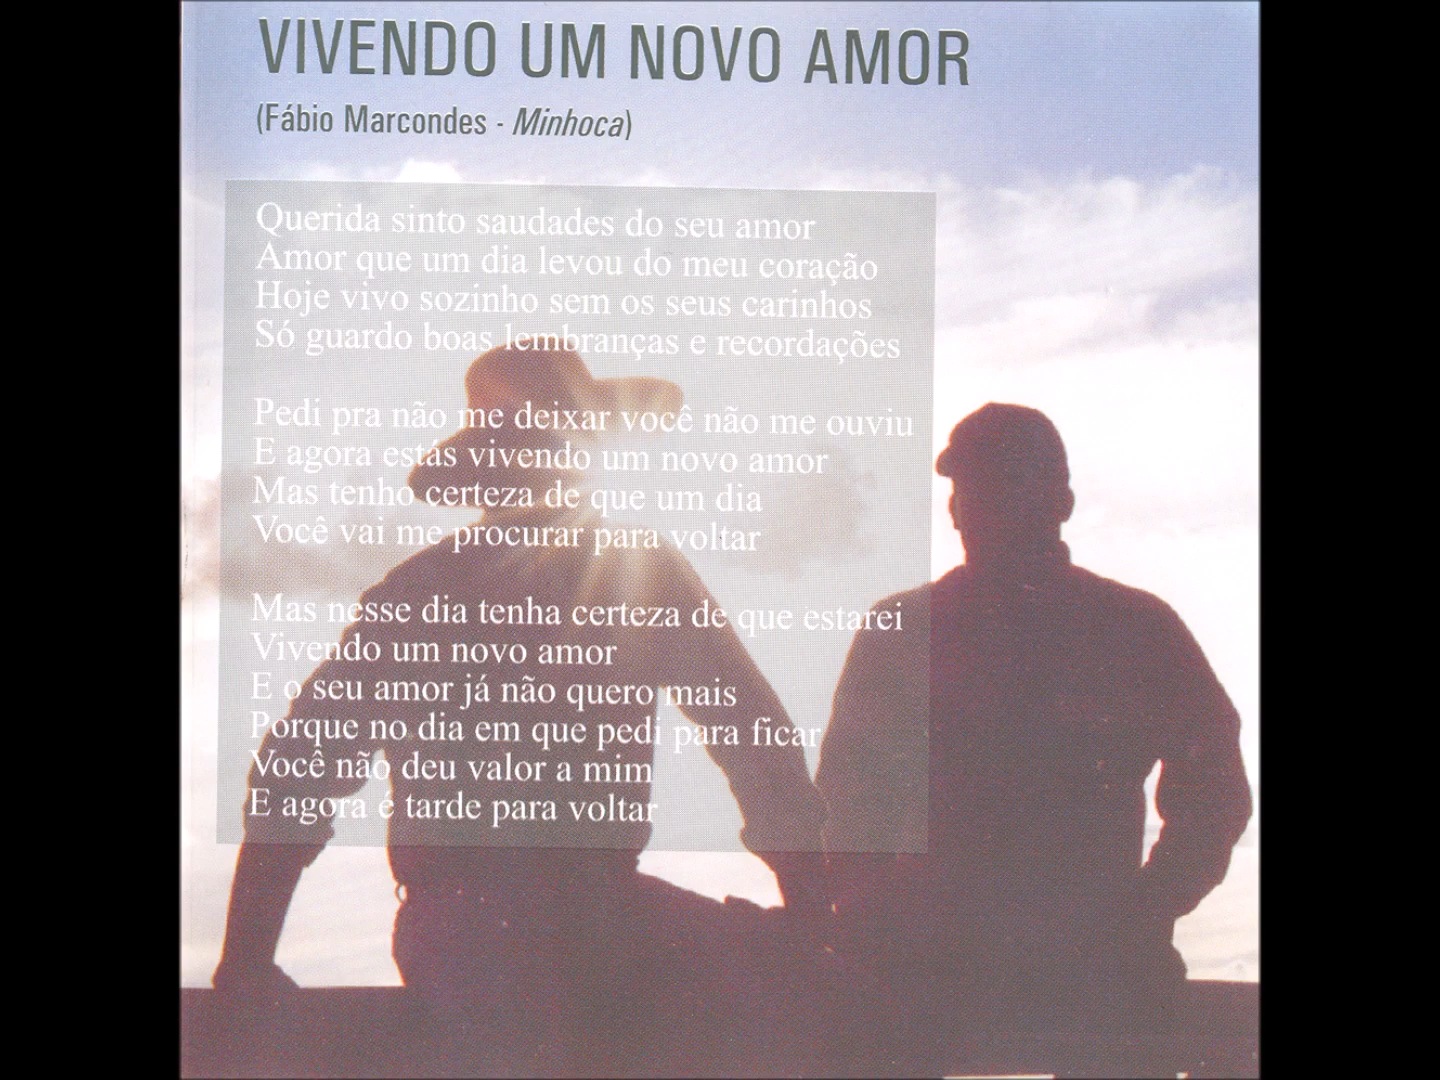 VIVENDO UM NOVO AMOR
(Fábio Marcondes - Minhoca)
Querida sinto saudades do seu amor
Amor que um dia levou do meu coração
Hoje vivo sozinho sem os seus carinhos
Só guardo boas lembranças e recordações
Pedi pra não me deixar você não me ouviu
E agora estás vivendo um novo amor
Mas tenho certeza de que um dia
Você vai me procurar para voltar
Mas nesse dia tenha certeza de que estarei
Vivendo um novo amor
E o seu amor já não quero mais
Porque no dia em que pedi para ficar
Você não deu valor a mim
E agora é tarde para voltar